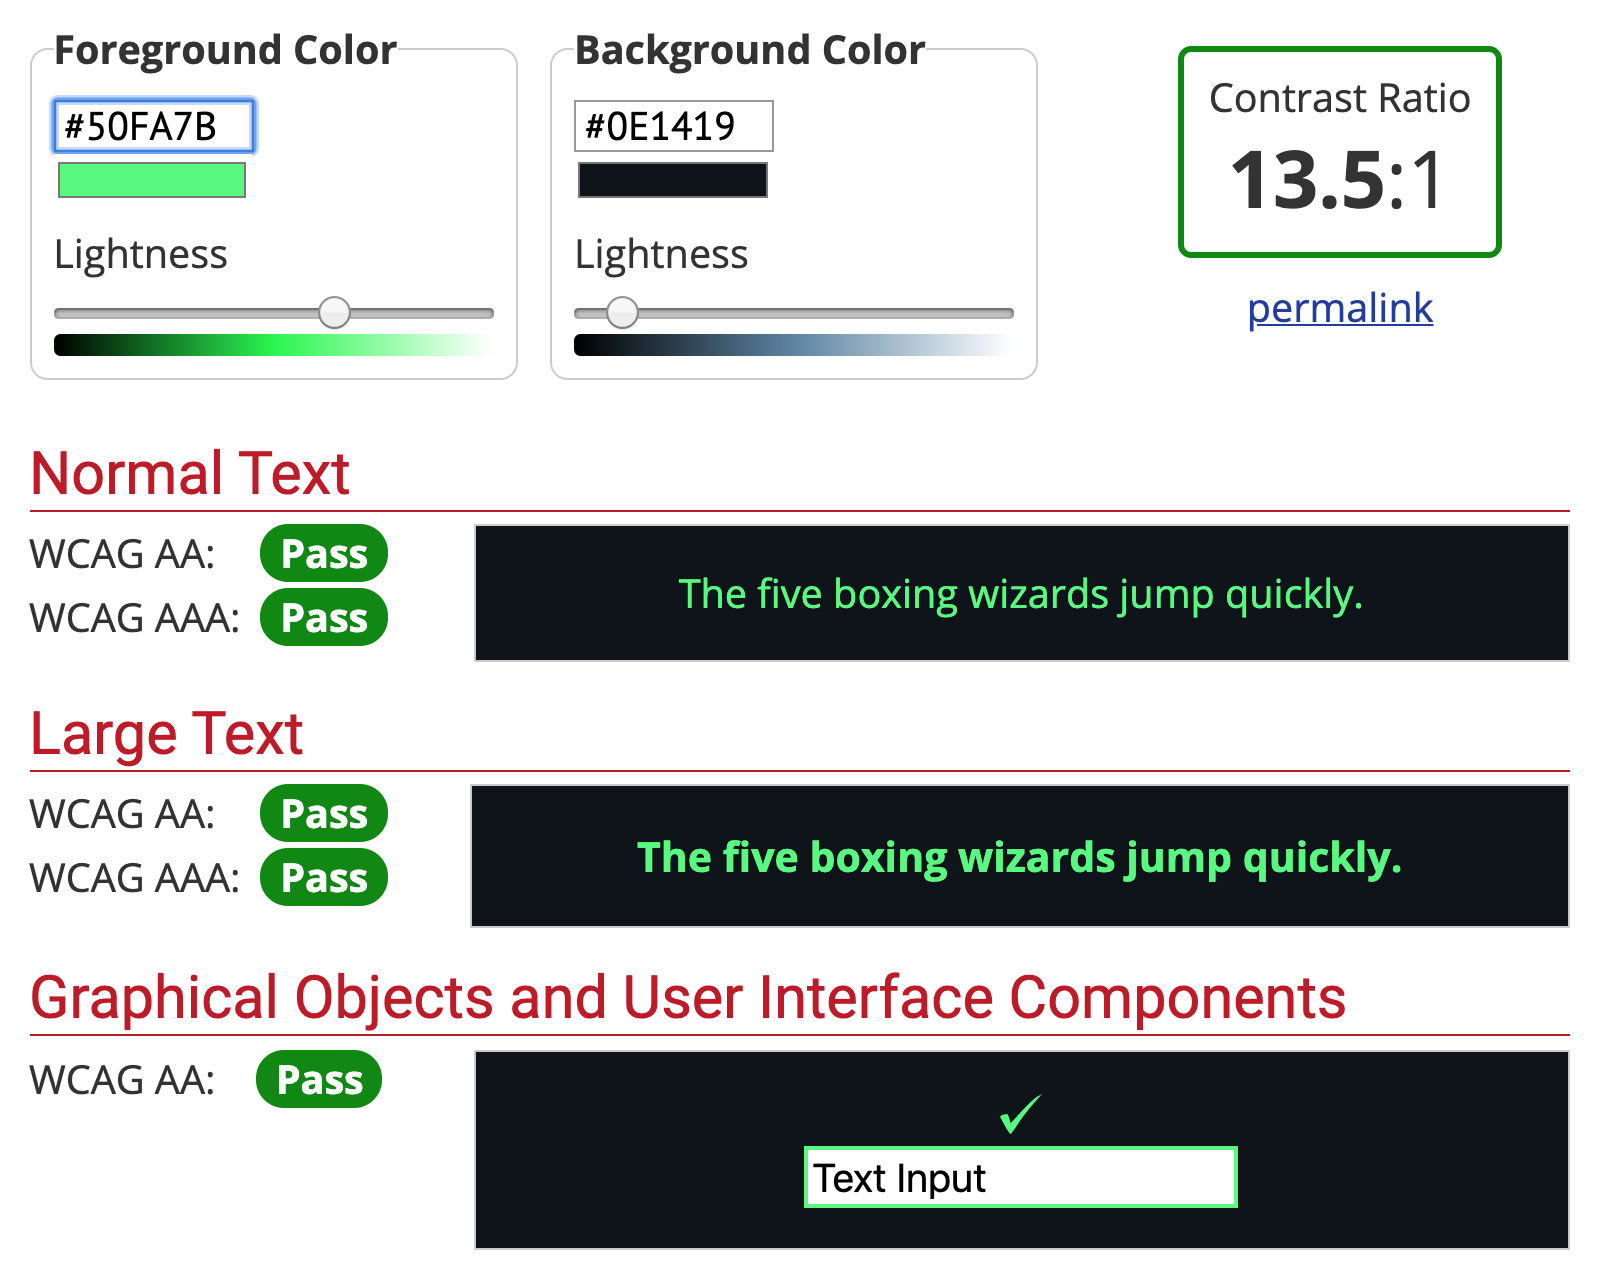 Foreground Color
#50FA7B
Lightness
Background Color
#0E1419
Lightness
Contrast Ratio
13.5:1
permalink
Normal Text
WCAG AA: Pass
WCAG AAA: Pass
The five boxing wizards jump quickly.
Large Text
WCAG AA: Pass
WCAG AAA: Pass
The five boxing wizards jump quickly.
Graphical Objects and User Interface Components
WCAG AA: Pass
Text Input